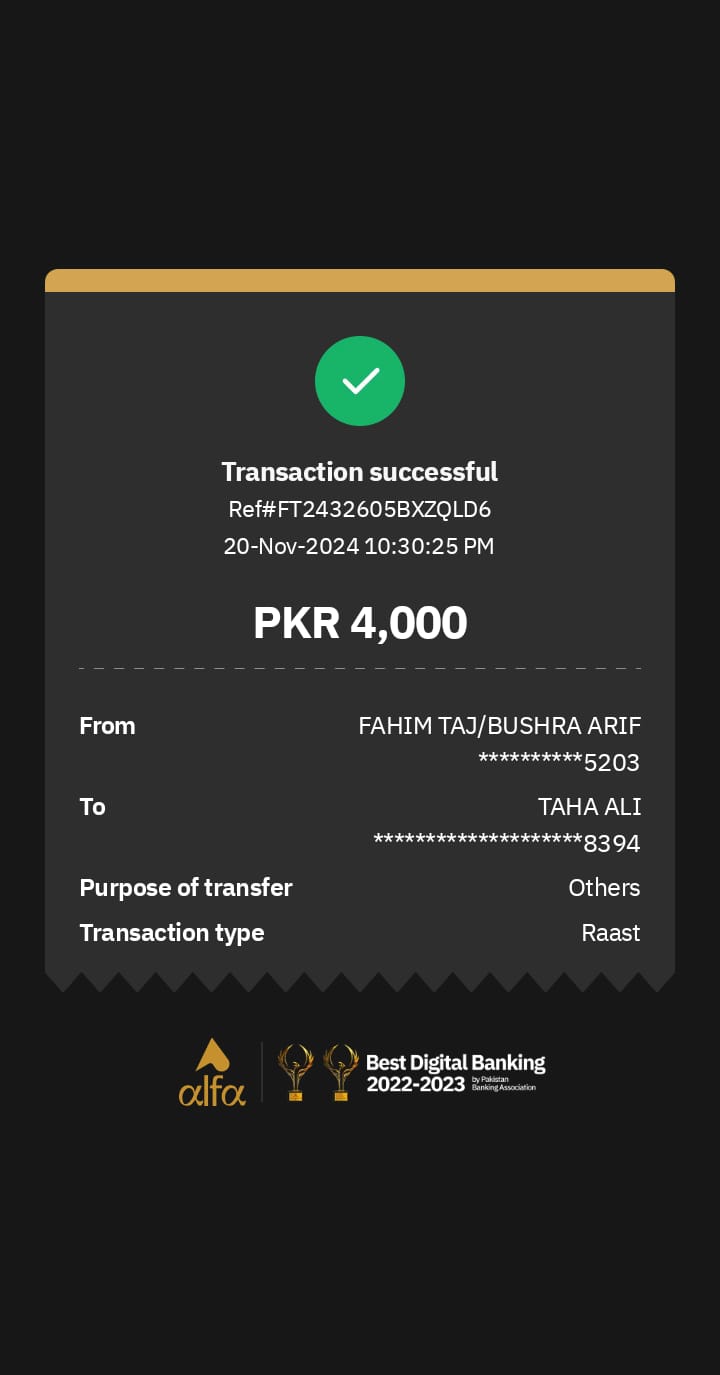 Transaction successful
Ref#FT2432605BXZQLD6
20-Nov-2024 10:30:25 PM
PKR 4,000
From FAHIM TAJ/BUSHRA ARIF
**********5203
To TAHA ALI
********************8394
Purpose of transfer Others
Transaction type Raast
alfa
Best Digital Banking
2022-2023 by Pakistan
Banking Association